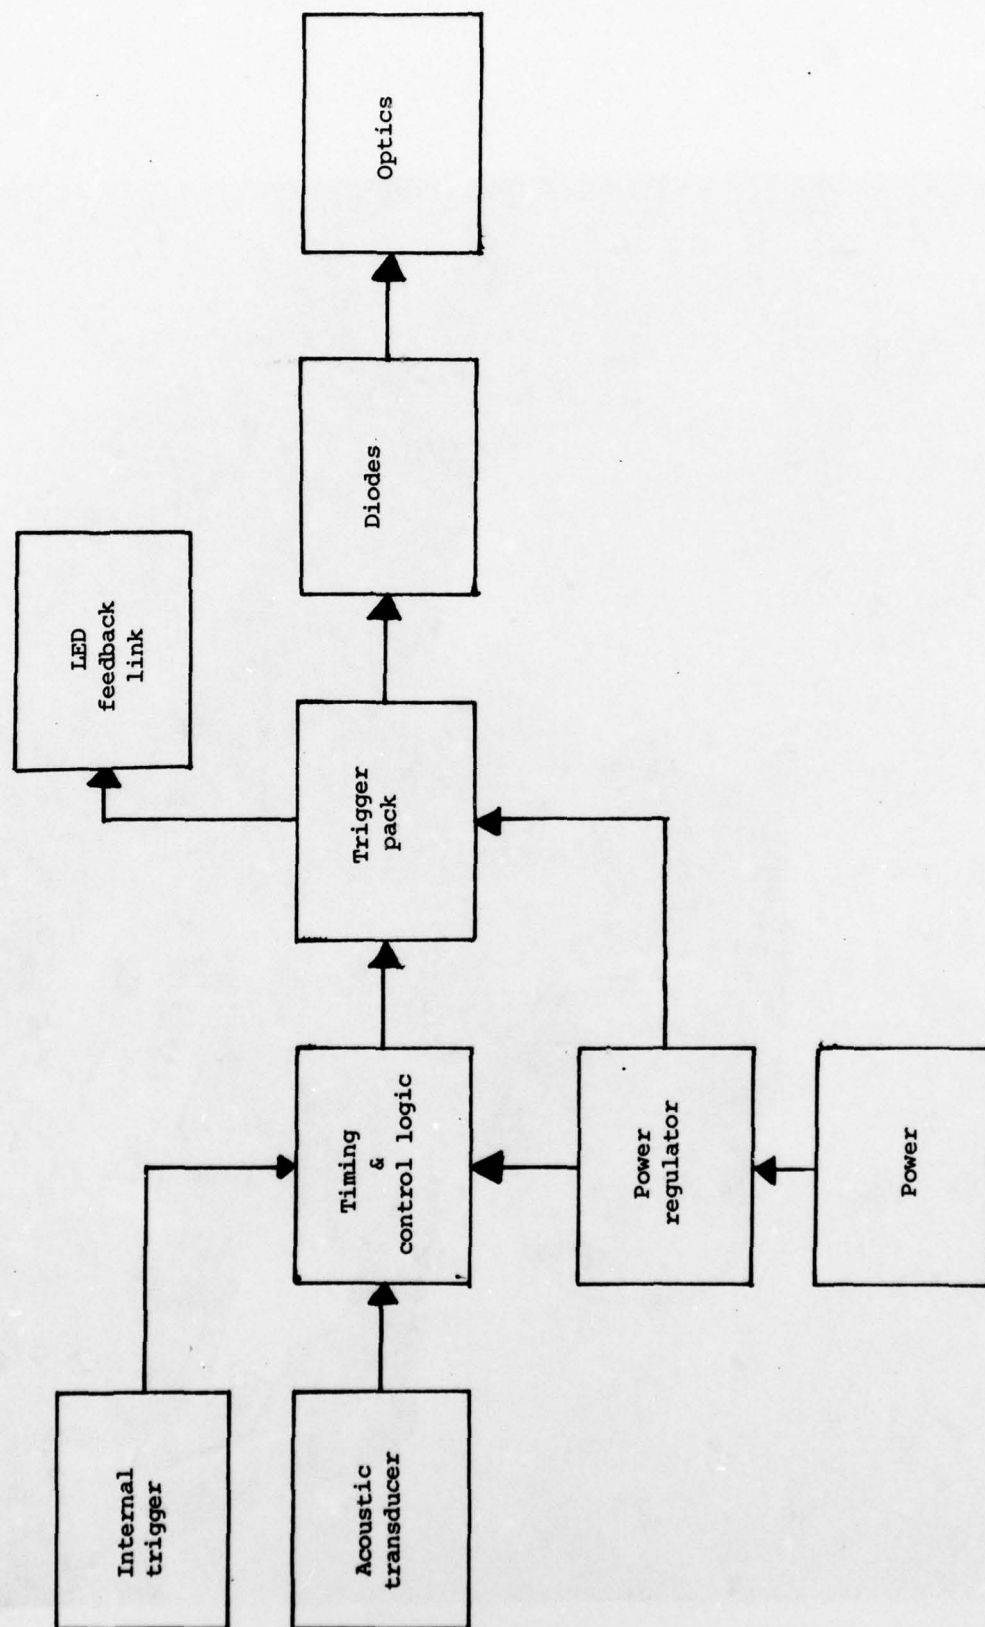 Internal
trigger
Acoustic
transducer
Timing
&
control logic
Power
regulator
Power
Trigger
pack
LED
feedback
link
Diodes
Optics